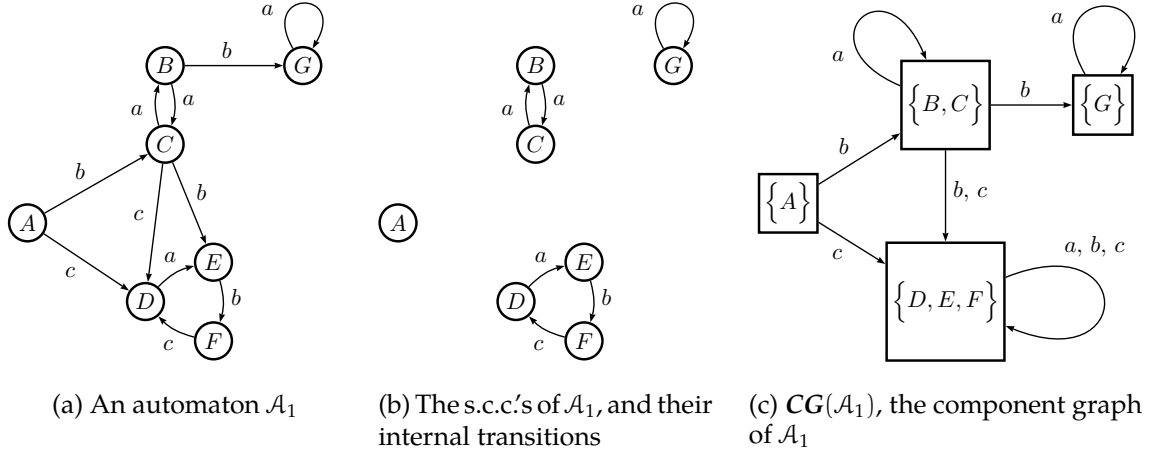 a
B
b
G
a
a
C
b
c
b
A
E
a
c
D
b
c
F
(a) An automaton 𝒜₁
a
B
G
a
a
C
A
a
E
D
b
c
F
(b) The s.c.c.'s of 𝒜₁, and their
internal transitions
a
a
{B, C}
b
{G}
b
{A}
b, c
c
a, b, c
{D, E, F}
(c) CG(𝒜₁), the component graph
of 𝒜₁